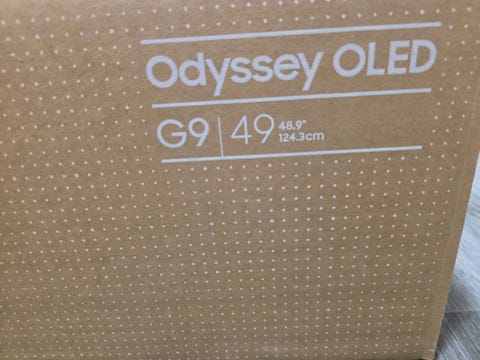 Odyssey OLED
G9 | 49 48.9"
124.3cm